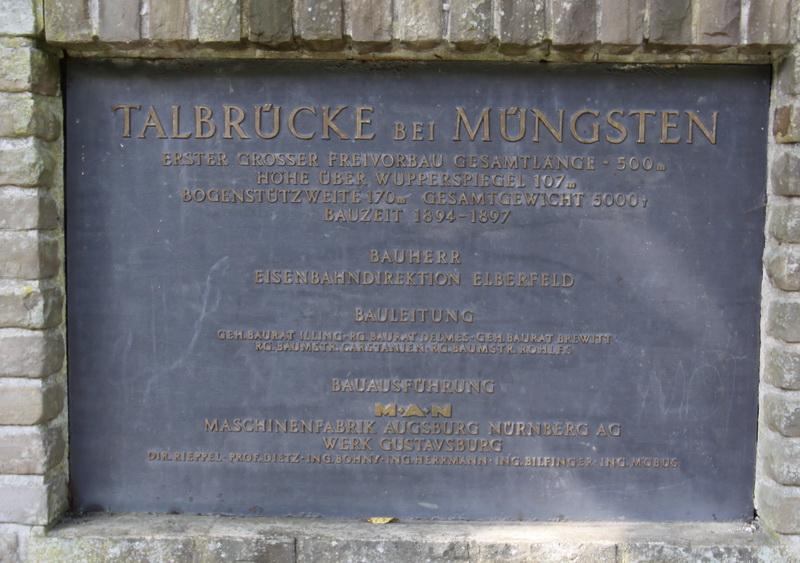 TALBRÜCKE BEI MÜNGSTEN
ERSTER GROSSER FREIVORBAU GESAMTLÄNGE · 500m
HÖHE ÜBER WUPPERSPIEGEL 107m
BOGENSTÜTZWEITE 170m GESAMTGEWICHT 5000t
BAUZEIT 1894-1897
BAUHERR
EISENBAHNDIREKTION ELBERFELD
BAULEITUNG
GEH.BAURAT ILLING·RG.BAURAT DELMES·GEH.BAURAT BREWITT
RG.BAUMSTR.CARSTANJEN·RG.BAUMSTR.ROHLFS
BAUAUSFÜHRUNG
M·A·N
MASCHINENFABRIK AUGSBURG NÜRNBERG AG
WERK GUSTAVSBURG
DIR.RIEPPEL·PROF.DIETZ·ING.BOHNY·ING.HERRMANN·ING.BILFINGER·ING.MÖBUS